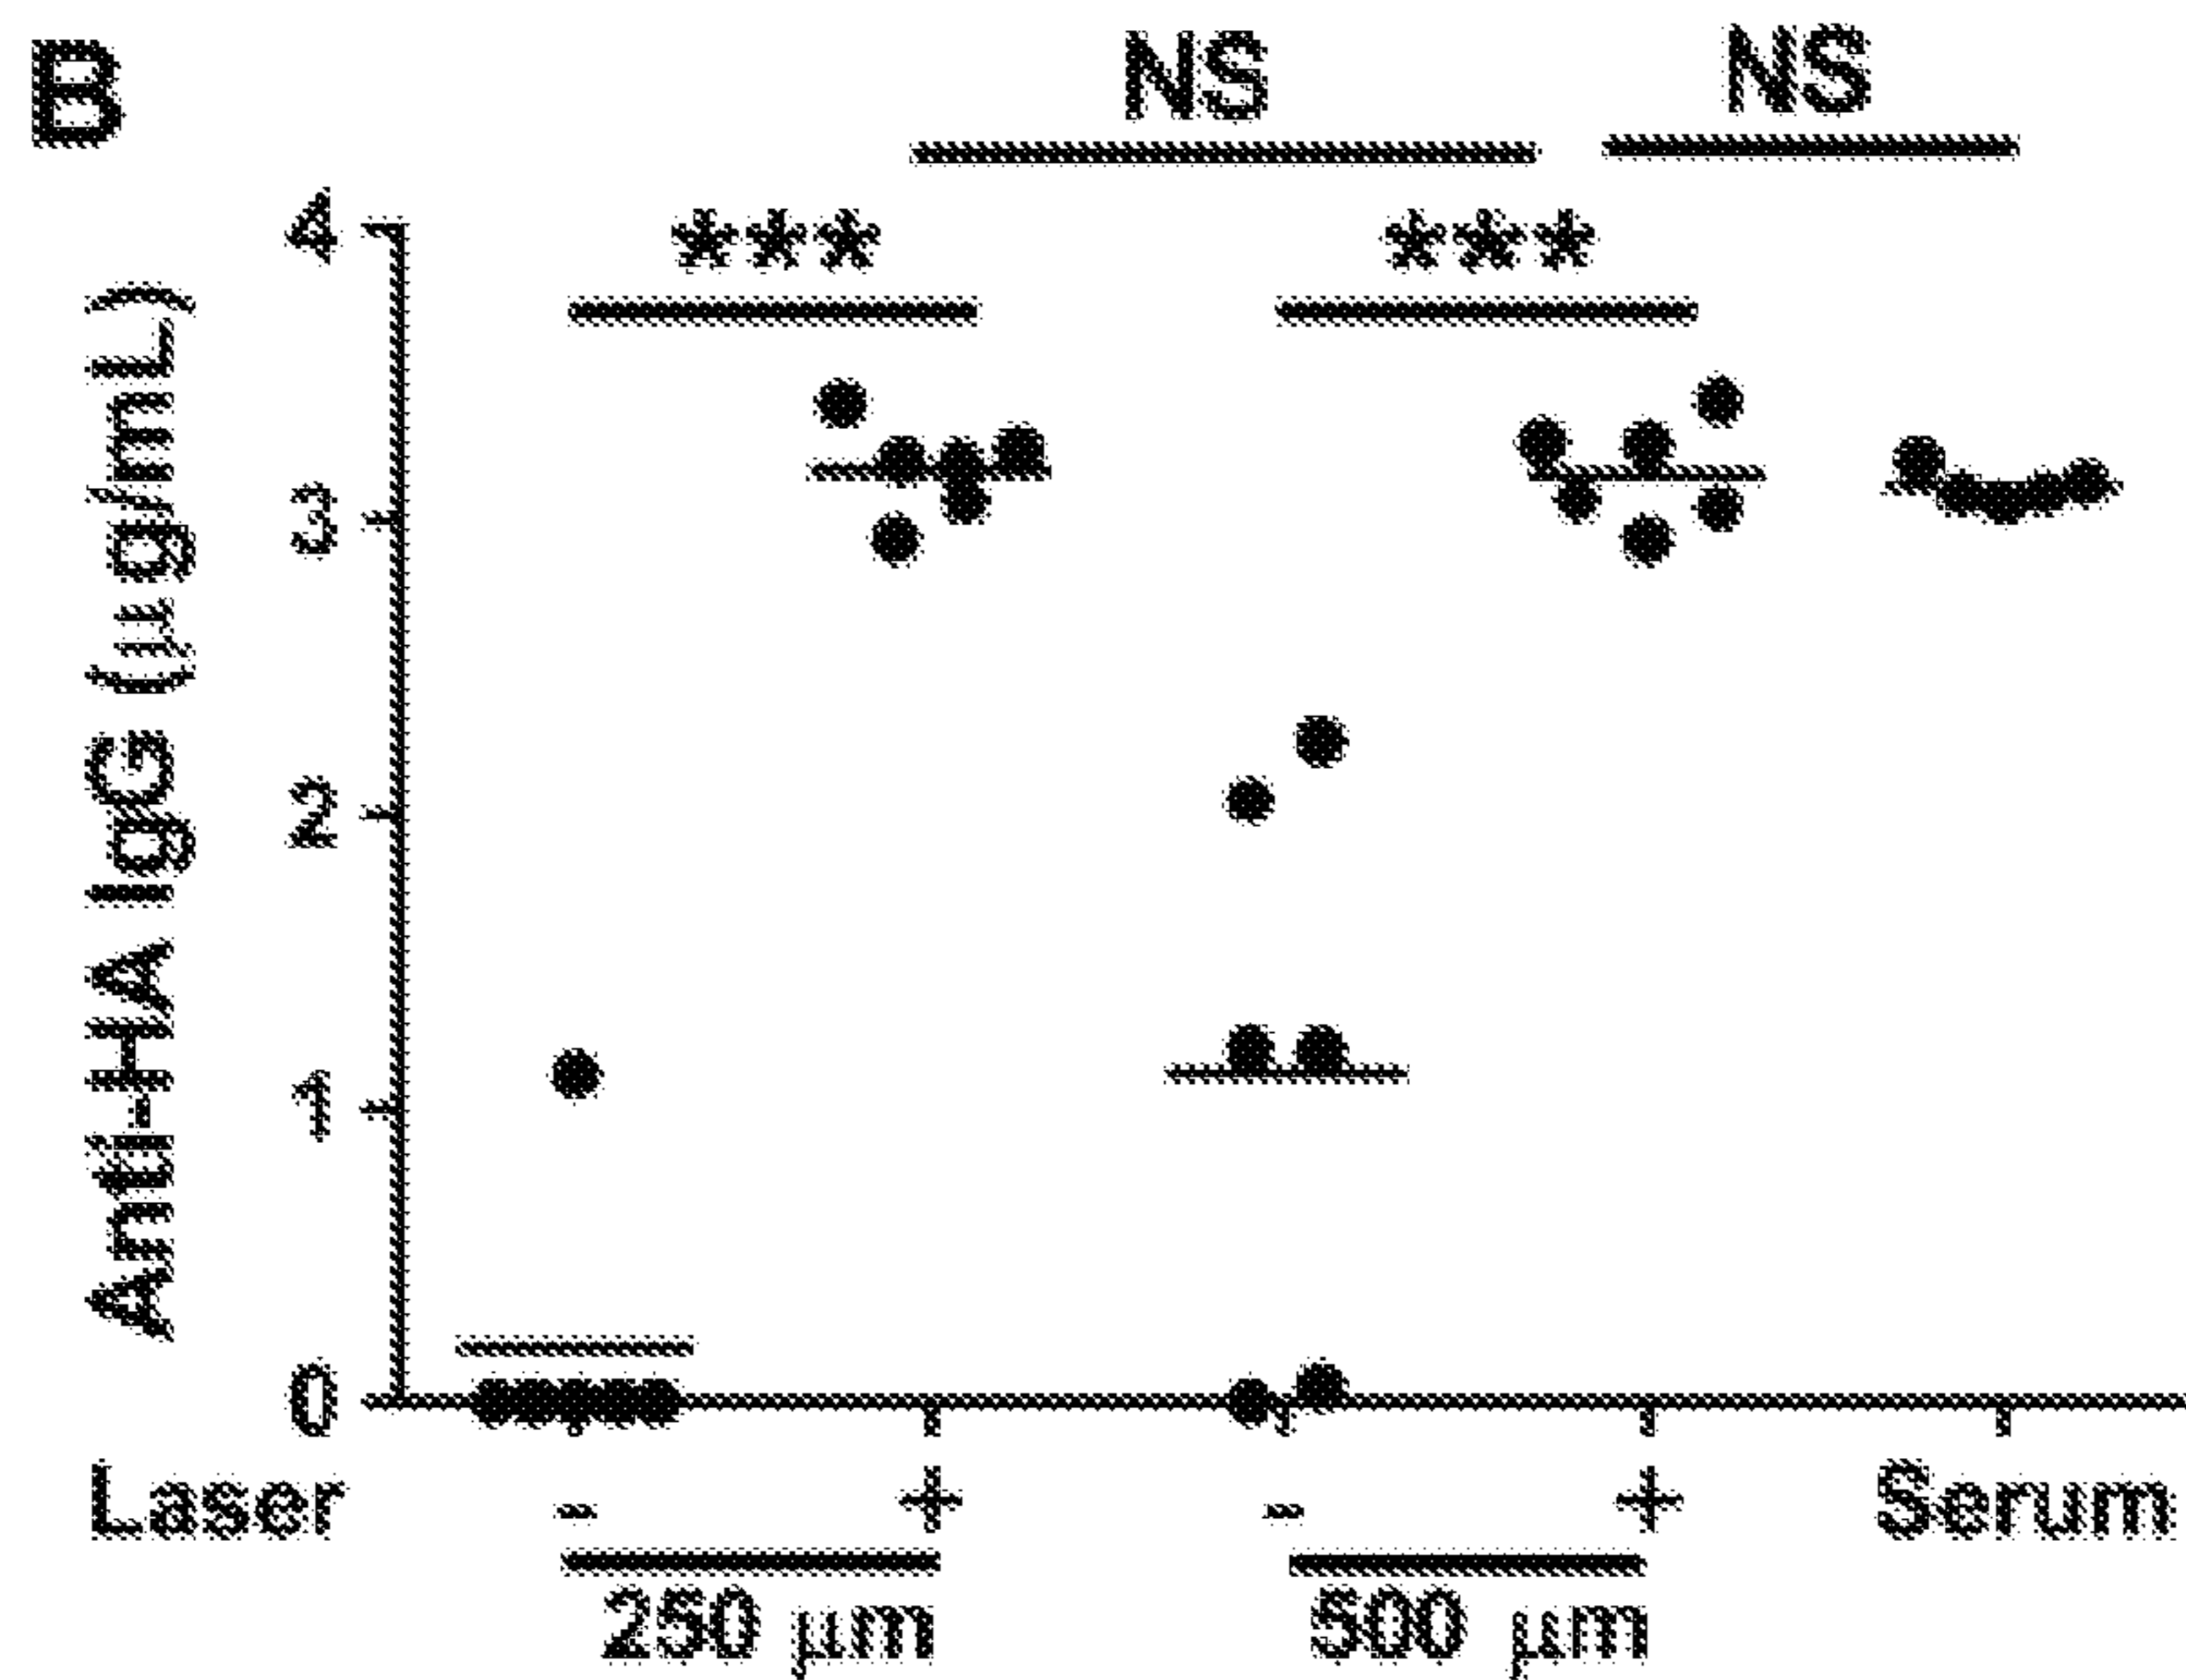 B
NS NS
*** ***
Anti-HA IgG (μg/mL)
4
3
2
1
0
Laser - + - + Serum
250 μm 500 μm